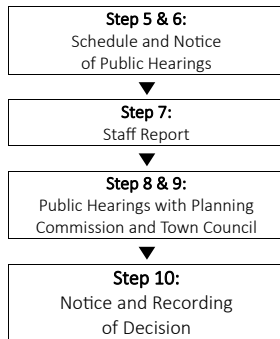 Step 5 & 6:
Schedule and Notice
of Public Hearings
Step 7:
Staff Report
Step 8 & 9:
Public Hearings with Planning
Commission and Town Council
Step 10:
Notice and Recording
of Decision